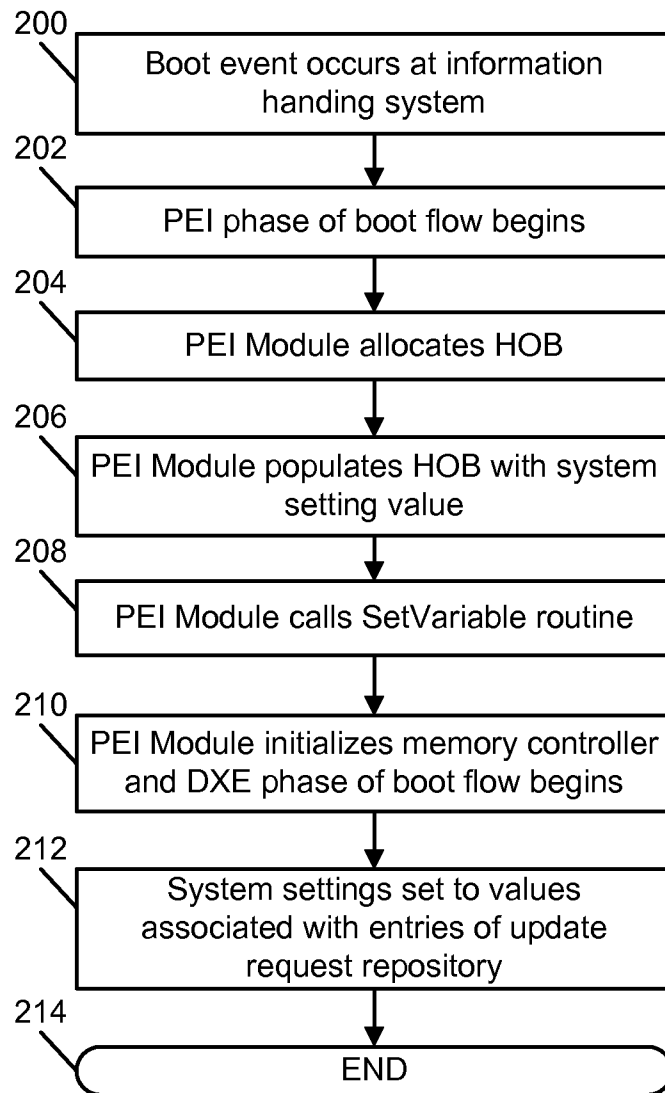 200
Boot event occurs at information
handing system
202
PEI phase of boot flow begins
204
PEI Module allocates HOB
206
PEI Module populates HOB with system
setting value
208
PEI Module calls SetVariable routine
210
PEI Module initializes memory controller
and DXE phase of boot flow begins
212
System settings set to values
associated with entries of update
request repository
214
END